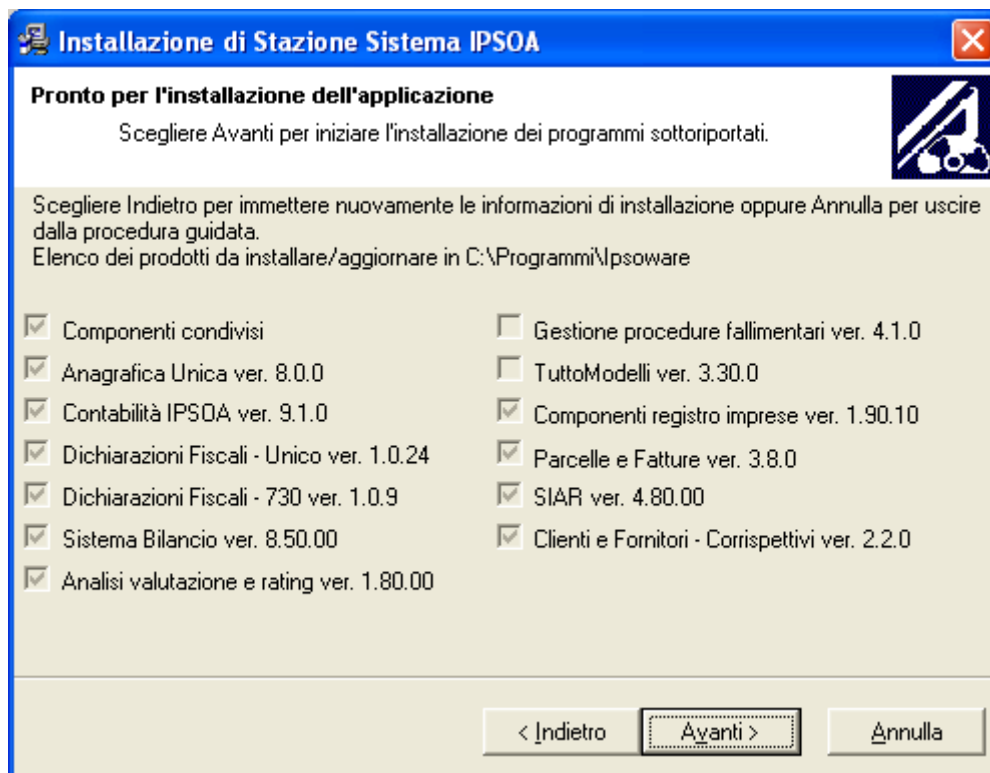 Installazione di Stazione Sistema IPSOA
Pronto per l'installazione dell'applicazione
Scegliere Avanti per iniziare l'installazione dei programmi sottoriportati.
Scegliere Indietro per immettere nuovamente le informazioni di installazione oppure Annulla per uscire
dalla procedura guidata.
Elenco dei prodotti da installare/aggiornare in C:\Programmi\Ipsoware
Componenti condivisi
Anagrafica Unica ver. 8.0.0
Contabilità IPSOA ver. 9.1.0
Dichiarazioni Fiscali - Unico ver. 1.0.24
Dichiarazioni Fiscali - 730 ver. 1.0.9
Sistema Bilancio ver. 8.50.00
Analisi valutazione e rating ver. 1.80.00
Gestione procedure fallimentari ver. 4.1.0
TuttoModelli ver. 3.30.0
Componenti registro imprese ver. 1.90.10
Parcelle e Fatture ver. 3.8.0
SIAR ver. 4.80.00
Clienti e Fornitori - Corrispettivi ver. 2.2.0
< Indietro
Avanti >
Annulla